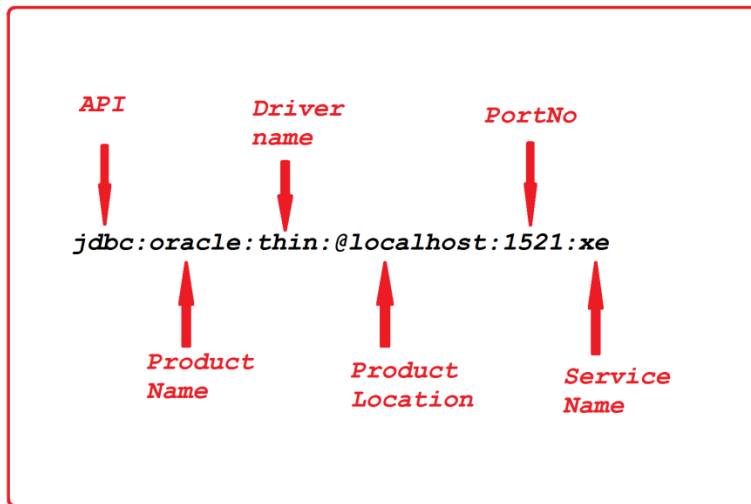 API
Driver
name
PortNo
jdbc:oracle:thin:@localhost:1521:xe
Product
Name
Product
Location
Service
Name